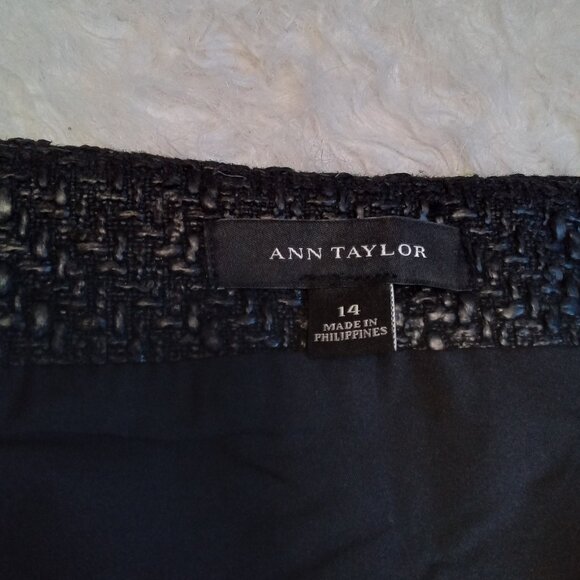 ANN TAYLOR
14
MADE IN
PHILIPPINES